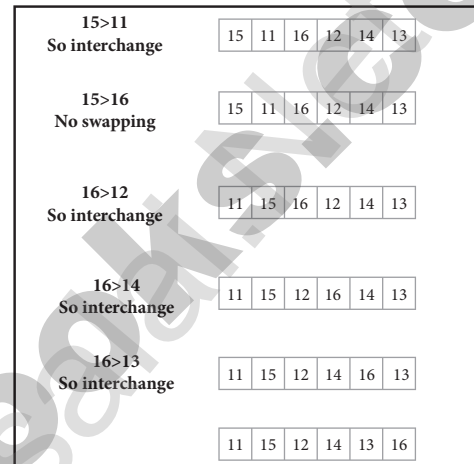 15>11
So interchange
15 11 16 12 14 13
15>16
No swapping
15 11 16 12 14 13
16>12
So interchange
11 15 16 12 14 13
16>14
So interchange
11 15 12 16 14 13
16>13
So interchange
11 15 12 14 16 13
11 15 12 14 13 16